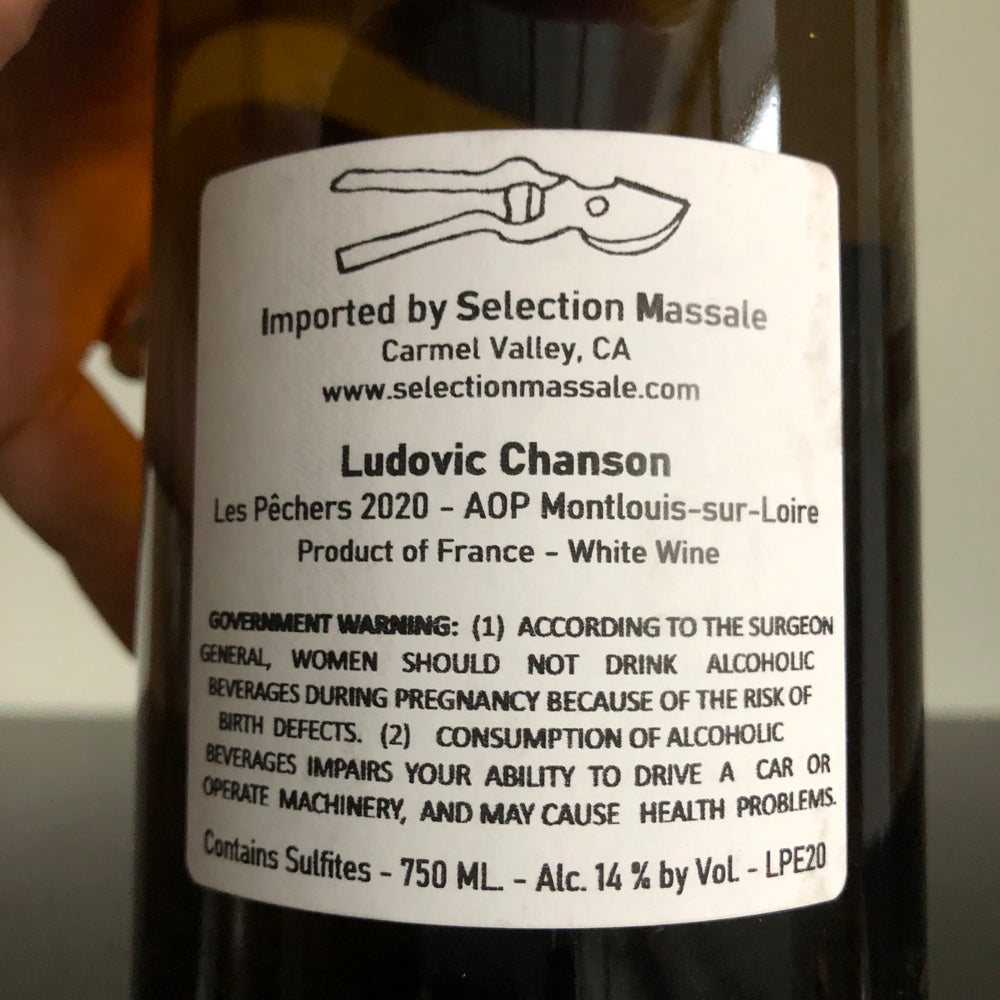 Imported by Selection Massale
Carmel Valley, CA
www.selectionmassale.com
Ludovic Chanson
Les Pêchers 2020 - AOP Montlouis-sur-Loire
Product of France - White Wine
GOVERNMENT WARNING: (1) ACCORDING TO THE SURGEON
GENERAL, WOMEN SHOULD NOT DRINK ALCOHOLIC
BEVERAGES DURING PREGNANCY BECAUSE OF THE RISK OF
BIRTH DEFECTS. (2) CONSUMPTION OF ALCOHOLIC
BEVERAGES IMPAIRS YOUR ABILITY TO DRIVE A CAR OR
OPERATE MACHINERY, AND MAY CAUSE HEALTH PROBLEMS.
Contains Sulfites - 750 ML. - Alc. 14 % by Vol. - LPE20